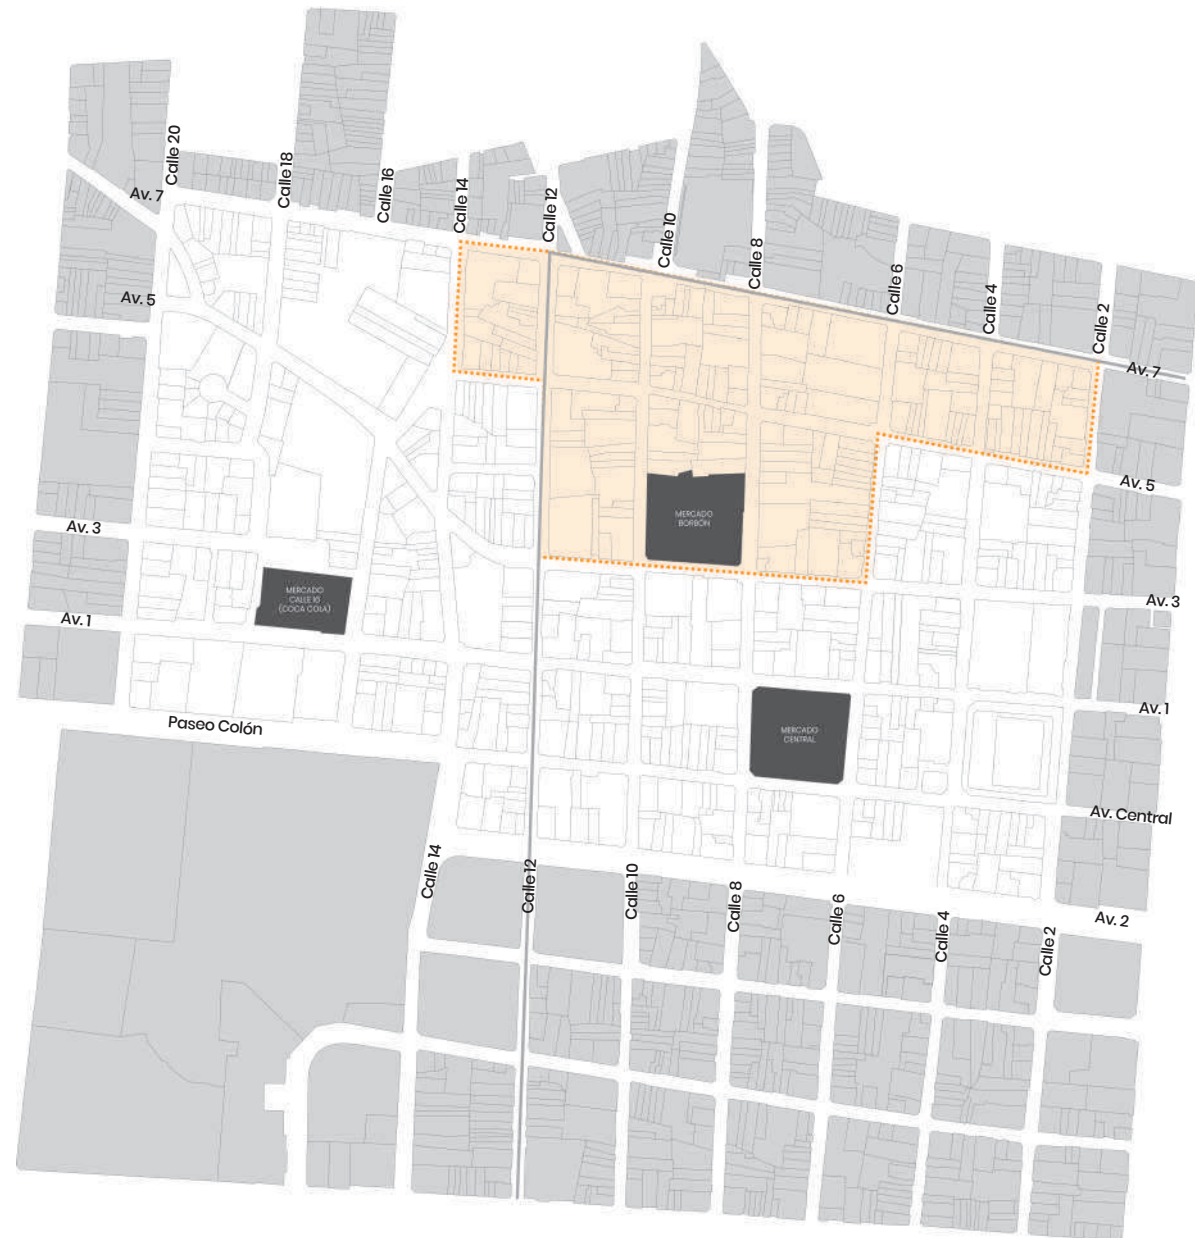 Calle 20
Calle 18
Calle 16
Calle 14
Calle 12
Calle 10
Calle 8
Calle 6
Calle 4
Calle 2
Av. 7
Av. 5
Av. 7
Av. 5
Av. 3
Av. 1
Av. 3
Av. 1
MERCADO
BORBÓN
MERCADO
CALLE 16
(COCA COLA)
MERCADO
CENTRAL
Paseo Colón
Av. Central
Av. 2
Calle 14
Calle 12
Calle 10
Calle 8
Calle 6
Calle 4
Calle 2